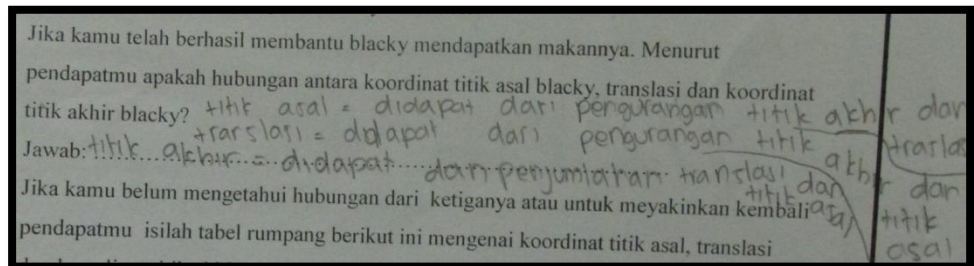 Jika kamu telah berhasil membantu blacky mendapatkan makannya. Menurut
pendapatmu apakah hubungan antara koordinat titik asal blacky, translasi dan koordinat
titik akhir blacky? titik asal = didapat dari pengurangan titik akhir dan traslasi
traslasi = didapat dari pengurangan titik akhir dan titik asal
Jawab: titik akhir = didapat dari penjumlahan translasi dan titik asal
Jika kamu belum mengetahui hubungan dari ketiganya atau untuk meyakinkan kembali
pendapatmu isilah tabel rumpang berikut ini mengenai koordinat titik asal, translasi